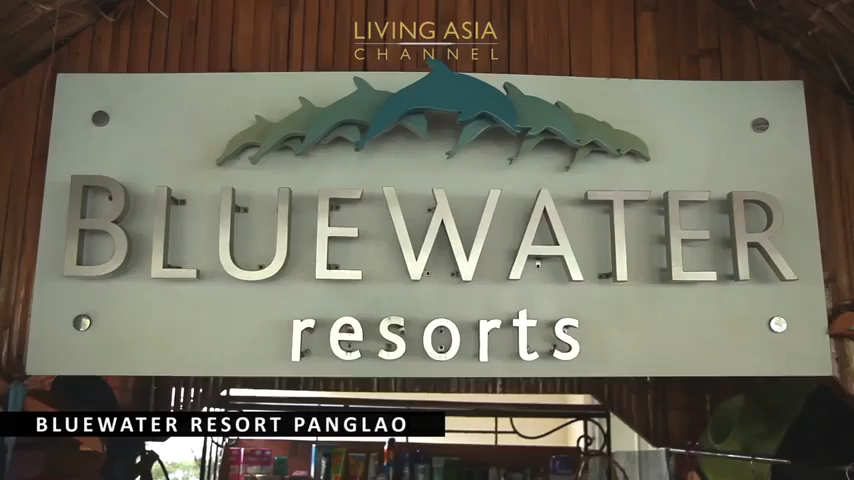 LIVING ASIA
CHANNEL
BLUEWATER
resorts
BLUEWATER RESORT PANGLAO